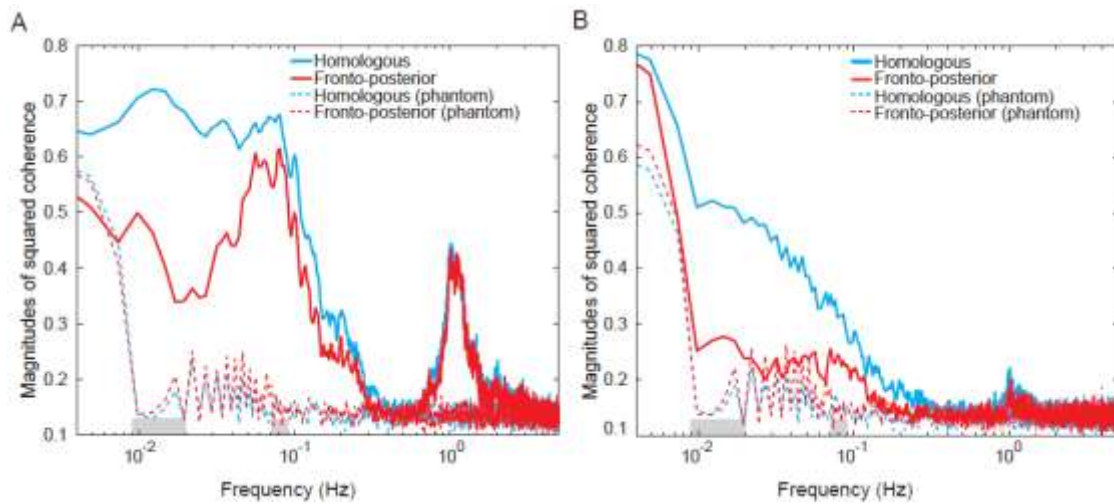 A
B
0.8
0.7
0.6
0.5
0.4
0.3
0.2
0.1
Magnitudes of squared coherence
Homologous
Fronto-posterior
Homologous (phantom)
Fronto-posterior (phantom)
10-2
10-1
100
Frequency (Hz)
0.8
0.7
0.6
0.5
0.4
0.3
0.2
0.1
Magnitudes of squared coherence
Homologous
Fronto-posterior
Homologous (phantom)
Fronto-posterior (phantom)
10-2
10-1
100
Frequency (Hz)